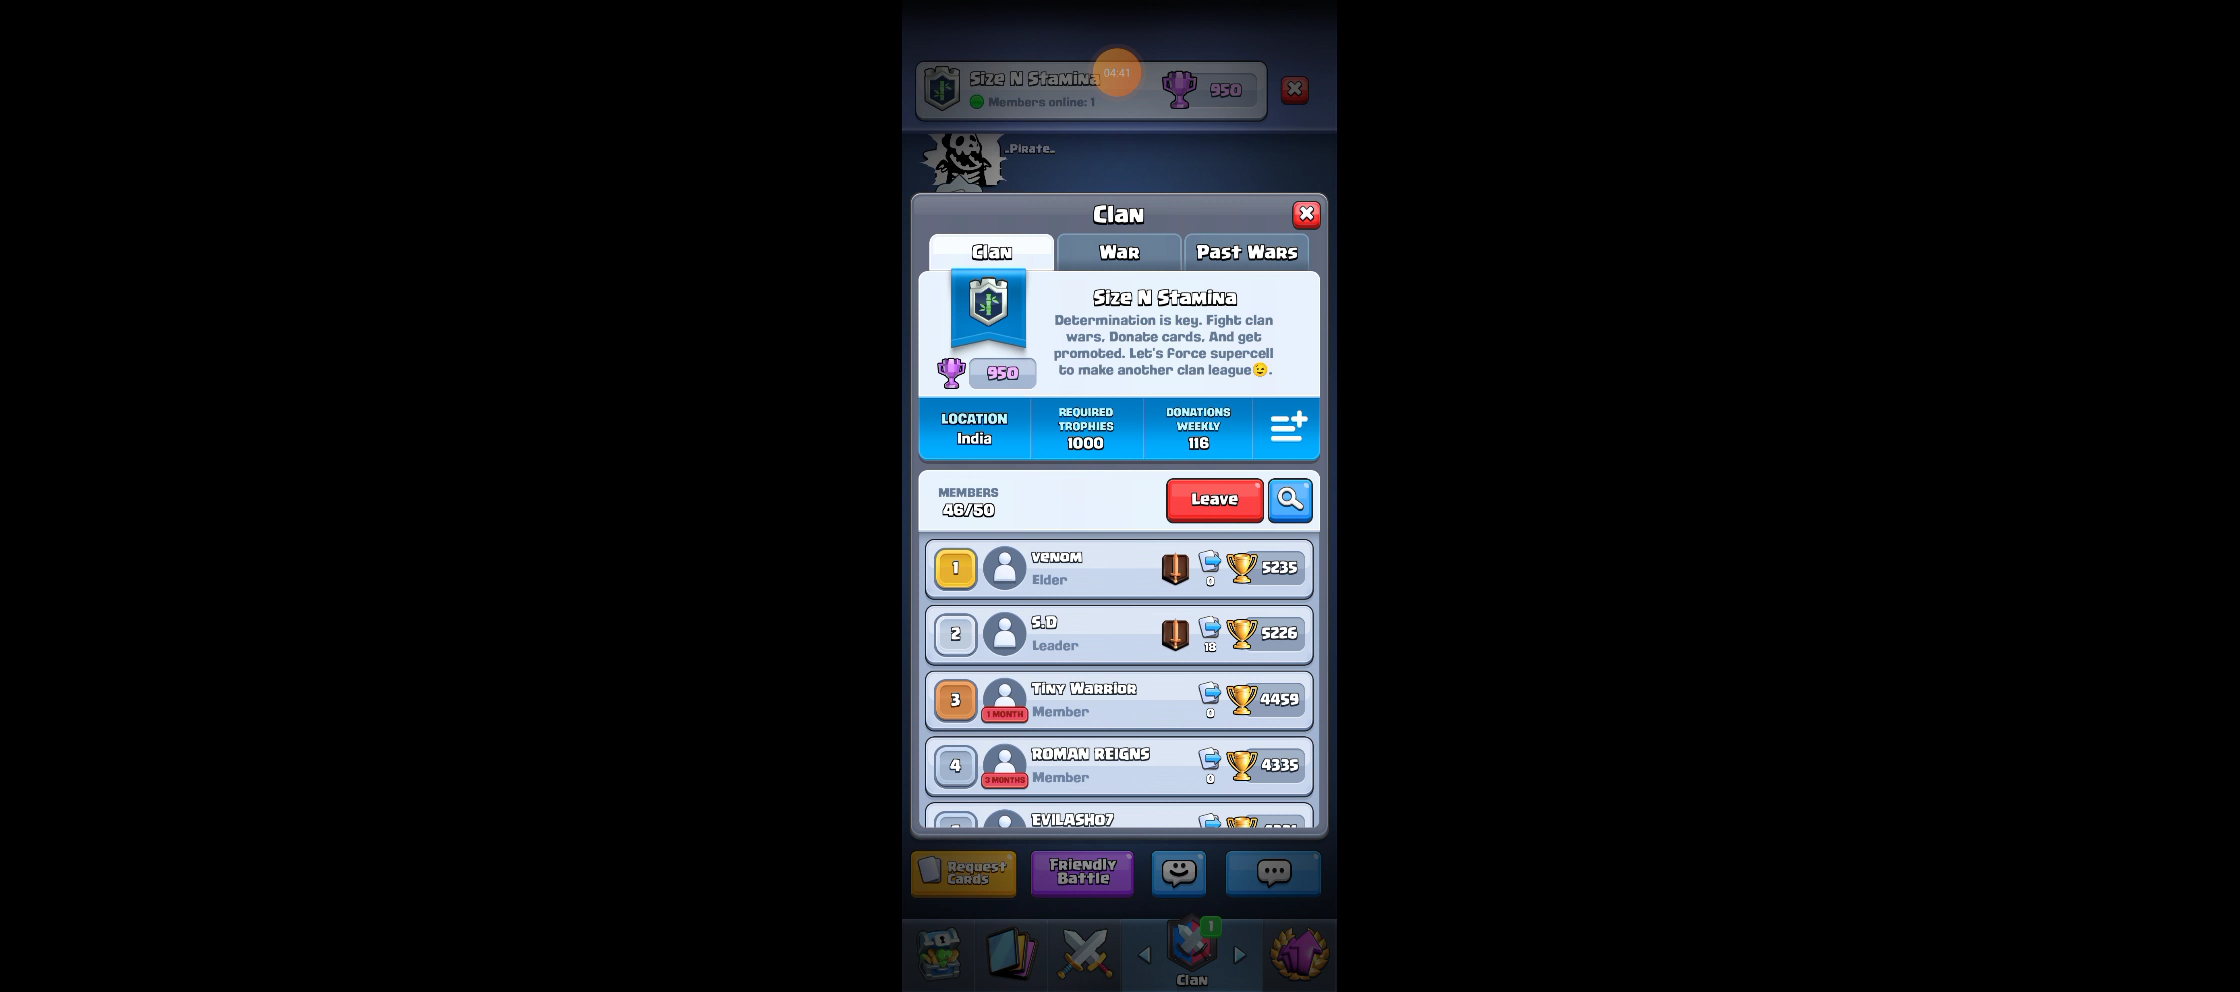 Size N Stamina
04:41
950
Members online: 1
_Pirate_
Clan
Clan
War
Past Wars
Size N Stamina
Determination is key. Fight clan
wars, Donate cards, And get
promoted. Let's Force supercell
to make another clan league😉.
950
LOCATION
India
REQUIRED
TROPHIES
1000
DONATIONS
WEEKLY
116
MEMBERS
46/50
Leave
1
VENOM
Elder
0
5235
2
S.D
Leader
18
5226
3
Tiny Warrior
1 MONTH
Member
0
4459
4
ROMAN REIGNS
3 MONTHS
Member
0
4335
EVILASH07
Request
Cards
Friendly
Battle
1
Clan